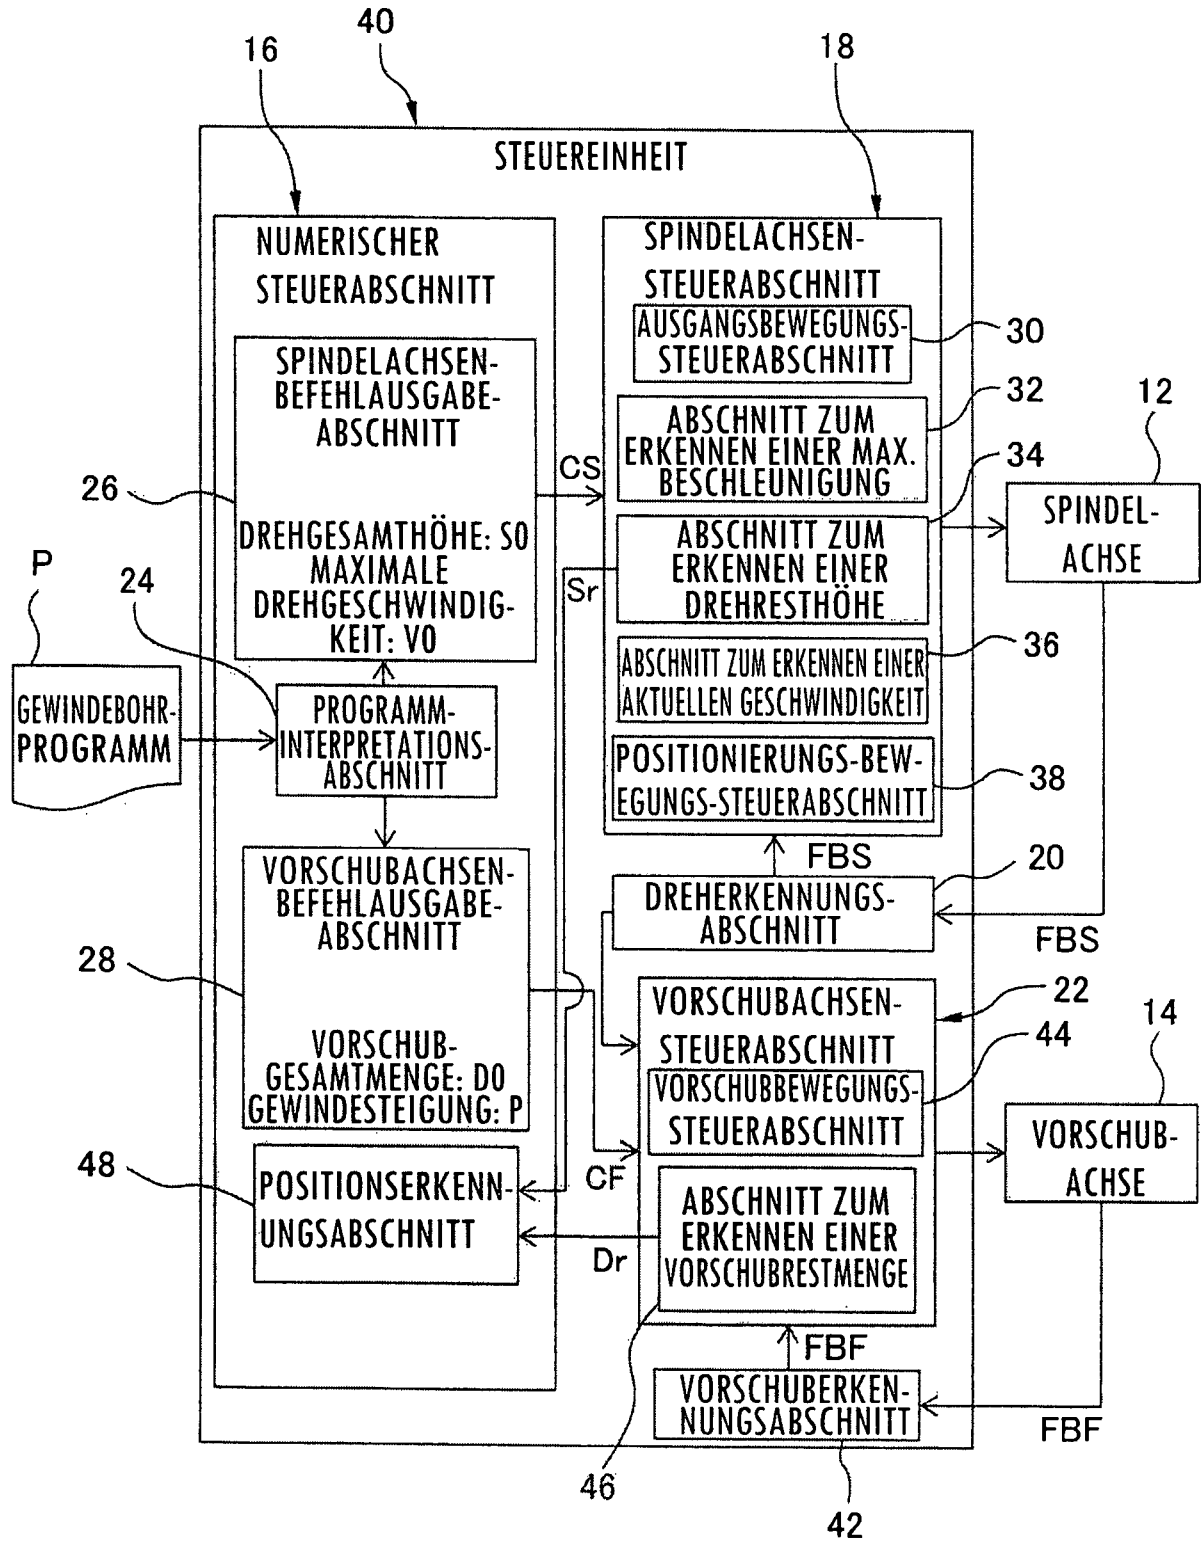 40
16
18
STEUEREINHEIT
NUMERISCHER
STEUERABSCHNITT
SPINDELACHSEN-
BEFEHLAUSGABE-
ABSCHNITT
26
DREHGESAMTHÖHE: S0
MAXIMALE
DREHGESCHWINDIG-
KEIT: V0
P
24
GEWINDEBOHR-
PROGRAMM
PROGRAMM-
INTERPRETATIONS-
ABSCHNITT
VORSCHUBACHSEN-
BEFEHLAUSGABE-
ABSCHNITT
28
VORSCHUB-
GESAMTMENGE: D0
GEWINDESTEIGUNG: P
48
POSITIONSERKENN-
UNGSABSCHNITT
CS
Sr
CF
Dr
SPINDELACHSEN-
STEUERABSCHNITT
AUSGANGSBEWEGUNGS-
STEUERABSCHNITT
30
ABSCHNITT ZUM
ERKENNEN EINER MAX.
BESCHLEUNIGUNG
32
ABSCHNITT ZUM
ERKENNEN EINER
DREHRESTHÖHE
34
ABSCHNITT ZUM ERKENNEN EINER
AKTUELLEN GESCHWINDIGKEIT
36
POSITIONIERUNGS-BEW-
EGUNGS-STEUERABSCHNITT
38
12
SPINDEL-
ACHSE
FBS
20
DREHERKENNUNGS-
ABSCHNITT
FBS
22
VORSCHUBACHSEN-
STEUERABSCHNITT
44
VORSCHUBBEWEGUNGS-
STEUERABSCHNITT
14
VORSCHUB-
ACHSE
ABSCHNITT ZUM
ERKENNEN EINER
VORSCHUBRESTMENGE
FBF
VORSCHUBERKEN-
NUNGSABSCHNITT
FBF
46
42